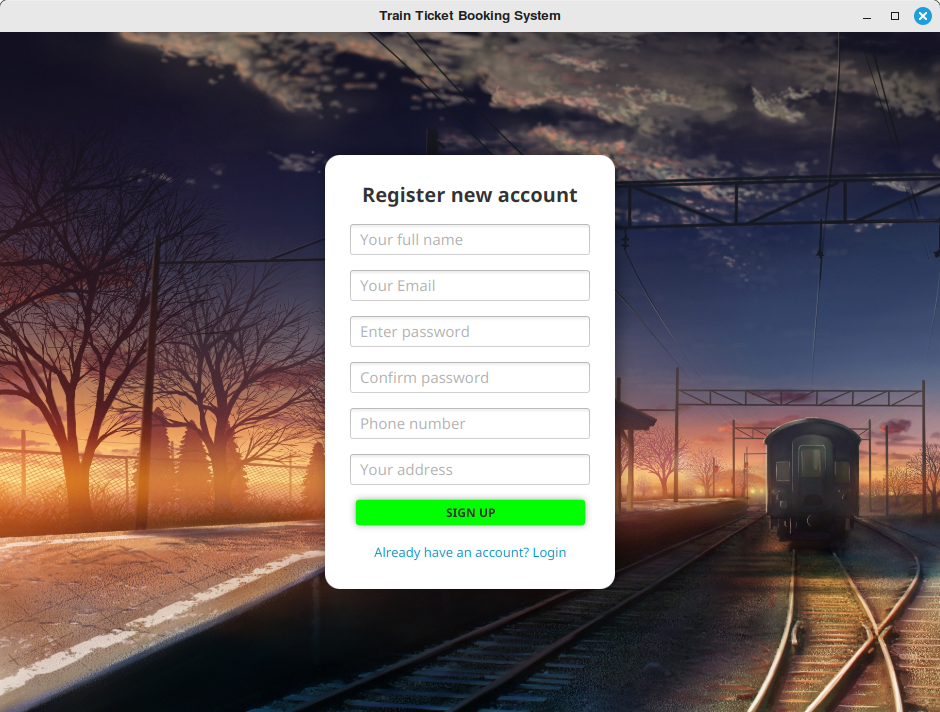 Train Ticket Booking System
Register new account
Your full name
Your Email
Enter password
Confirm password
Phone number
Your address
SIGN UP
Already have an account? Login